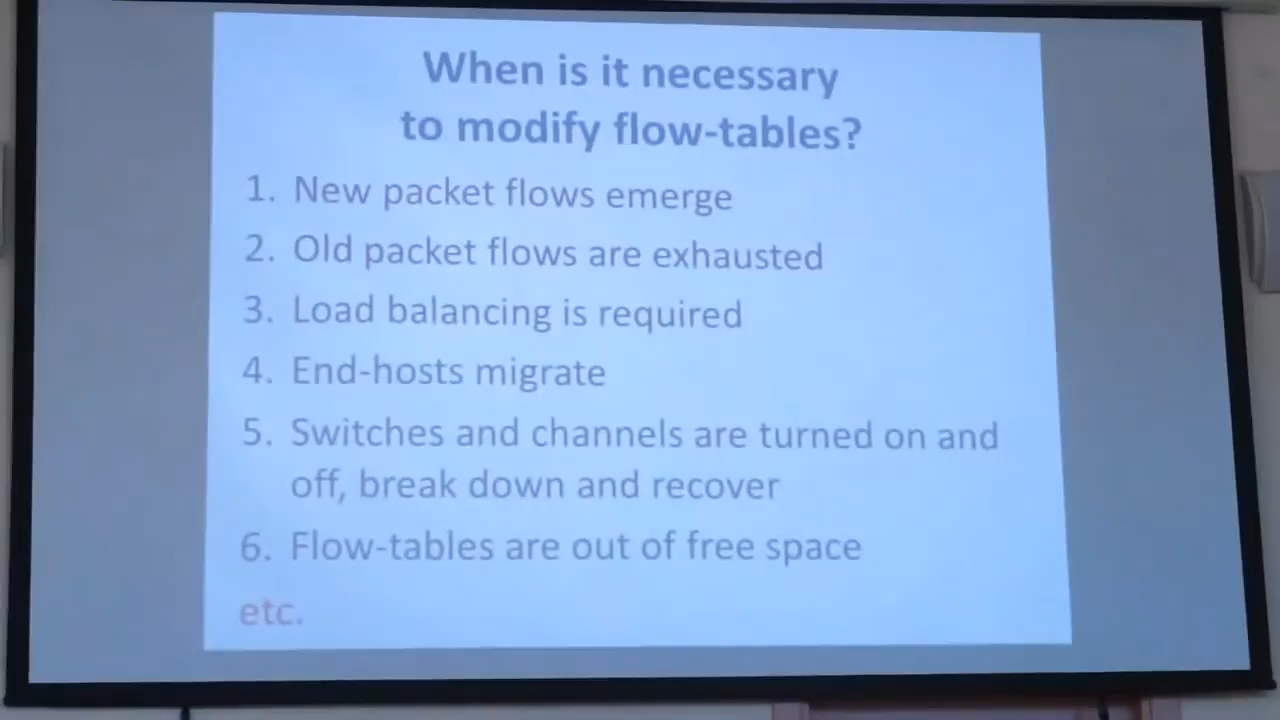 When is it necessary
to modify flow-tables?
1. New packet flows emerge
2. Old packet flows are exhausted
3. Load balancing is required
4. End-hosts migrate
5. Switches and channels are turned on and
off, break down and recover
6. Flow-tables are out of free space
etc.